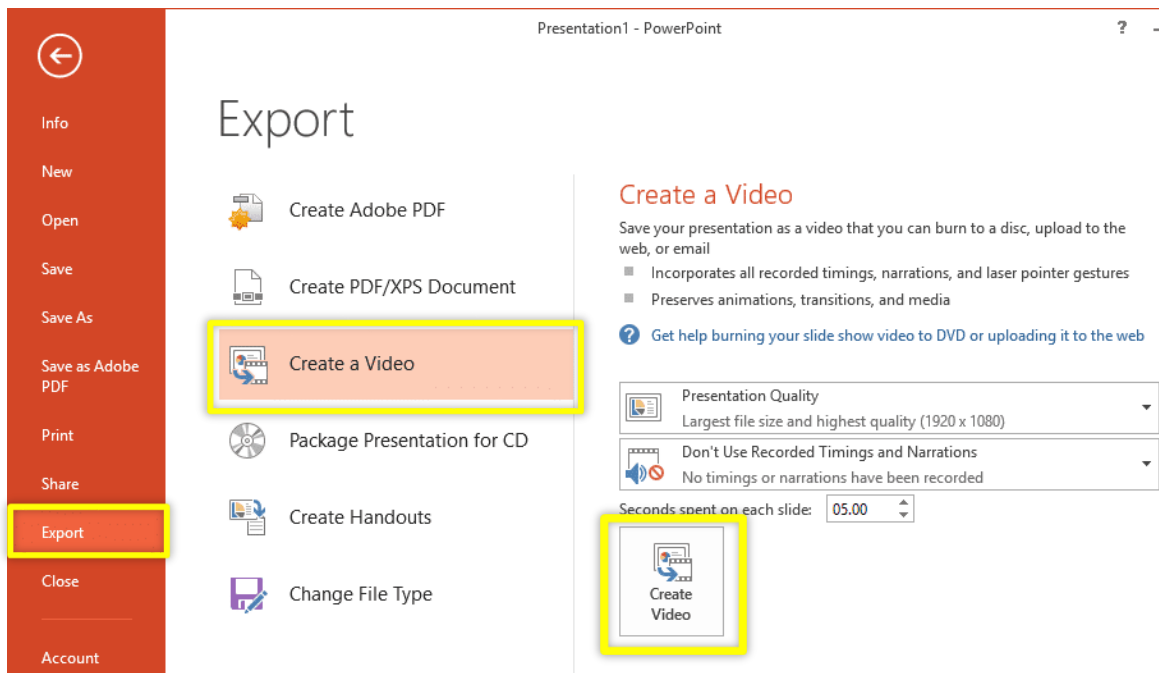 Presentation1 - PowerPoint
?
Info
New
Open
Save
Save As
Save as Adobe
PDF
Print
Share
Export
Close
Account
Export
Create Adobe PDF
Create PDF/XPS Document
Create a Video
Package Presentation for CD
Create Handouts
Change File Type
Create a Video
Save your presentation as a video that you can burn to a disc, upload to the
web, or email
Incorporates all recorded timings, narrations, and laser pointer gestures
Preserves animations, transitions, and media
? Get help burning your slide show video to DVD or uploading it to the web
Presentation Quality
Largest file size and highest quality (1920 x 1080)
Don't Use Recorded Timings and Narrations
No timings or narrations have been recorded
Seconds spent on each slide: 05.00
Create
Video